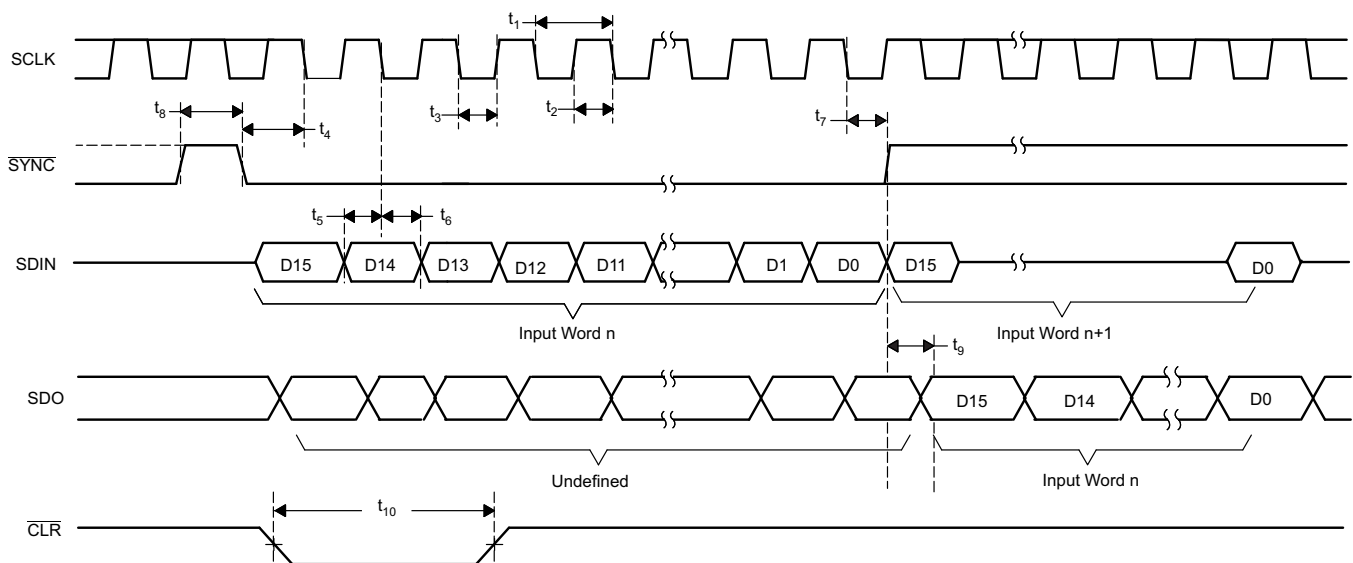 t1
SCLK
t8
t4
t3
t2
t7
SYNC
t5
t6
SDIN
D15 D14 D13 D12 D11 D1 D0 D15 D0
Input Word n
Input Word n+1
t9
SDO
D15 D14 D0
Undefined
Input Word n
t10
CLR